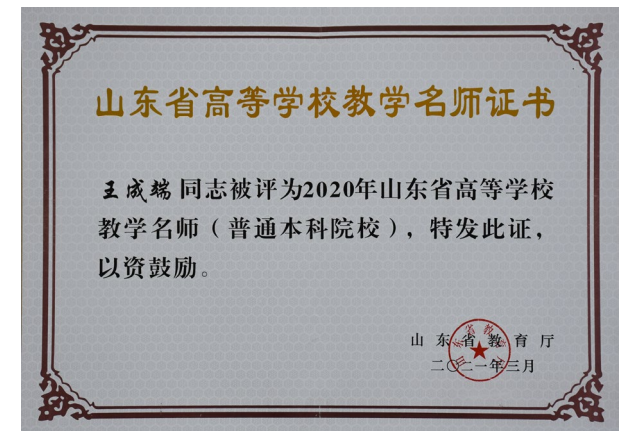 山东省高等学校教学名师证书
王成端 同志被评为2020年山东省高等学校
教学名师（普通本科院校），特发此证，
以资鼓励。
山东省教育厅
二〇二一年三月